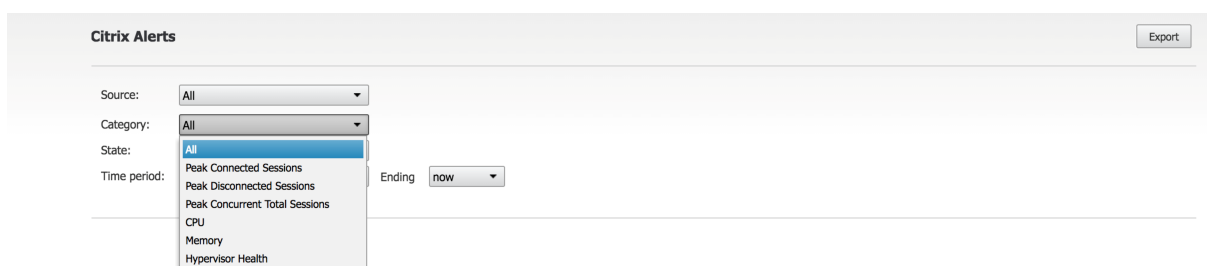 Citrix Alerts
Export
Source: All
Category: All
State: All
Peak Connected Sessions
Time period: Ending now
Peak Disconnected Sessions
Peak Concurrent Total Sessions
CPU
Memory
Hypervisor Health